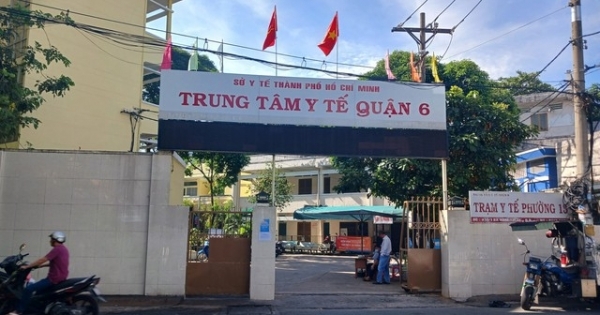 SỞ Y TẾ THÀNH PHỐ HỒ CHÍ MINH
TRUNG TÂM Y TẾ QUẬN 6
TRẠM Y TẾ PHƯỜNG 13